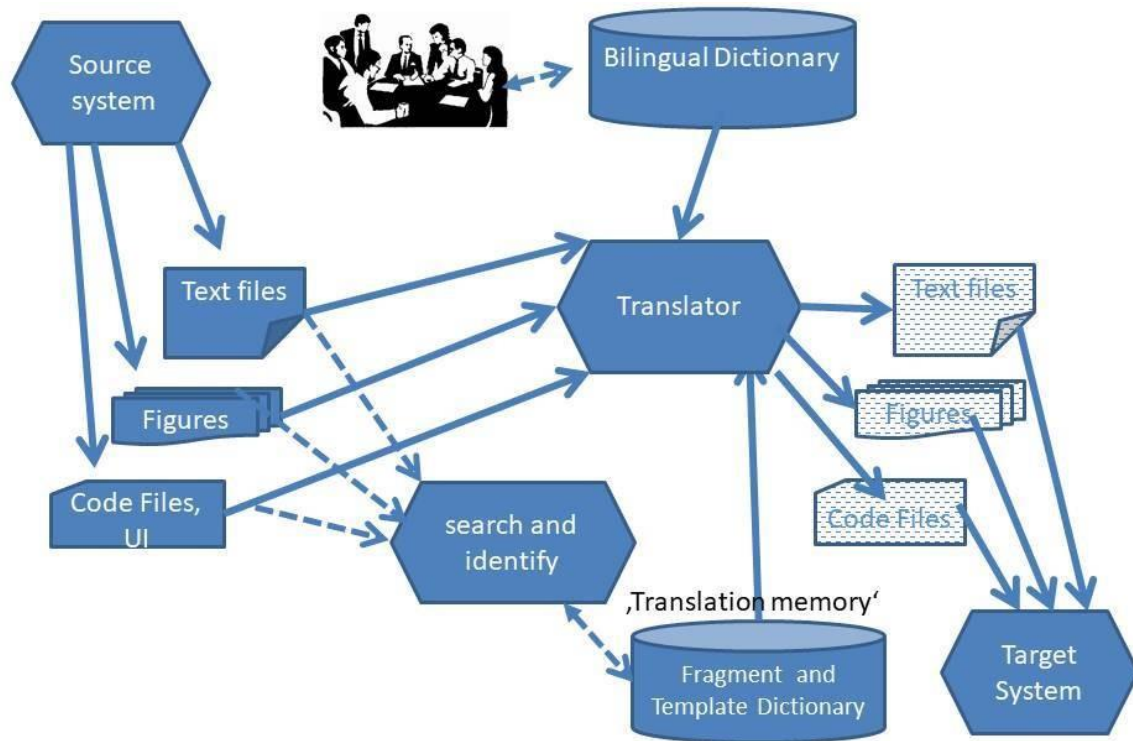 Source
system
Bilingual Dictionary
Text files
Translator
Text files
Figures
Figures
Code Files,
UI
search and
identify
Code Files
‚Translation memory‘
Fragment and
Template Dictionary
Target
System